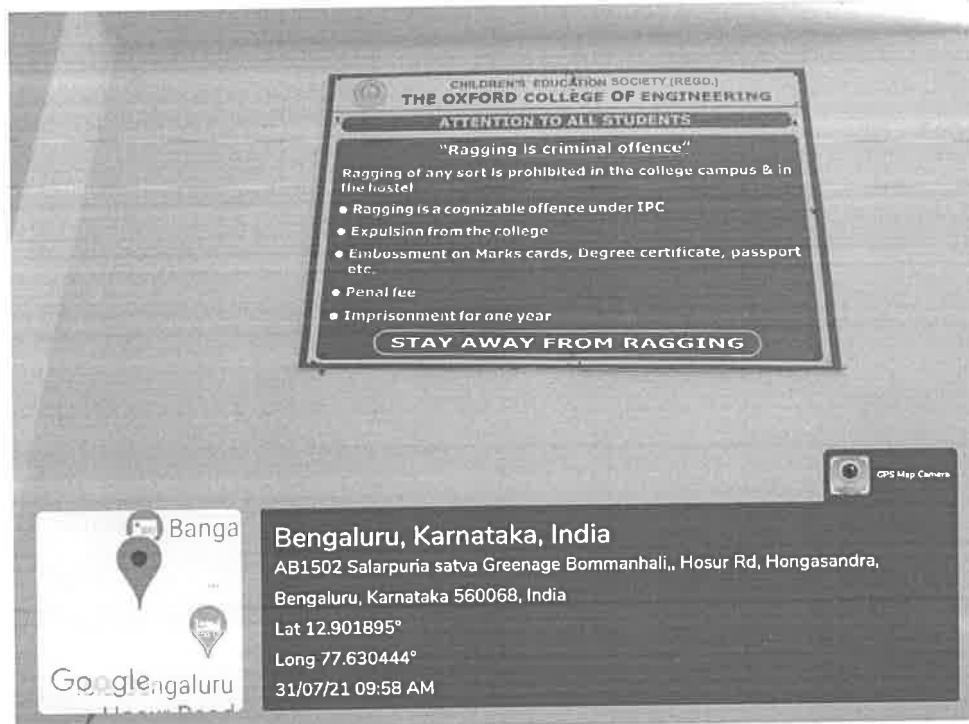 CHILDREN'S EDUCATION SOCIETY (REGD.)
THE OXFORD COLLEGE OF ENGINEERING
ATTENTION TO ALL STUDENTS
"Ragging is criminal offence"
Ragging of any sort is prohibited in the college campus & in
the hostel
● Ragging is a cognizable offence under IPC
● Expulsion from the college
● Embossment on Marks cards, Degree certificate, passport
etc.
● Penal fee
● Imprisonment for one year
STAY AWAY FROM RAGGING
GPS Map Camera
Banga
Google
ngaluru
Bengaluru, Karnataka, India
AB1502 Salarpuria satva Greenage Bommanhali,, Hosur Rd, Hongasandra,
Bengaluru, Karnataka 560068, India
Lat 12.901895°
Long 77.630444°
31/07/21 09:58 AM